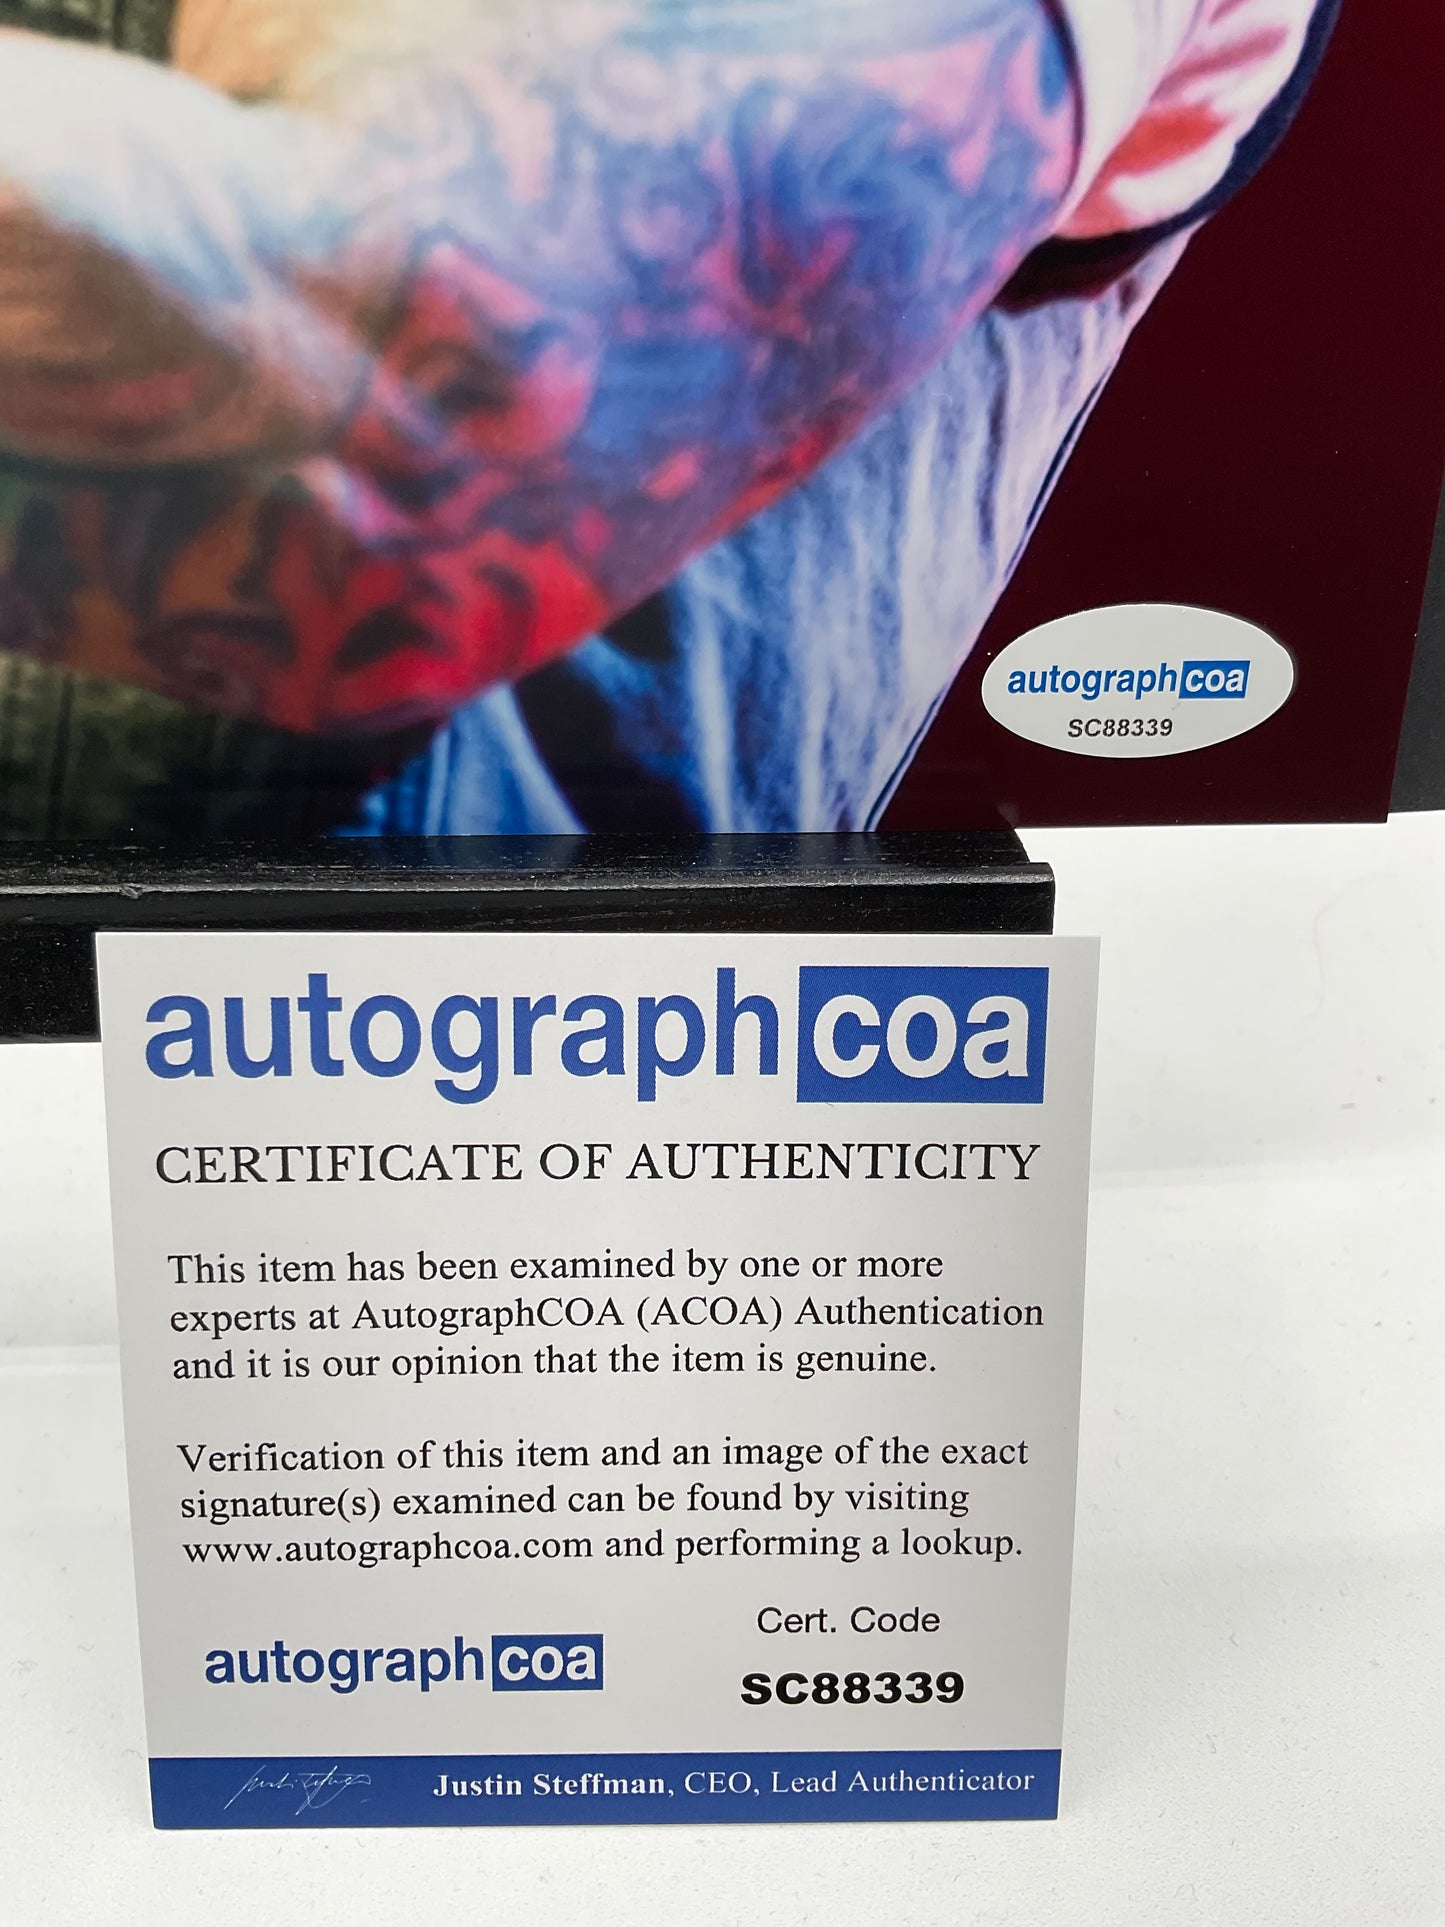 autographcoa
SC88339
autographcoa
CERTIFICATE OF AUTHENTICITY
This item has been examined by one or more
experts at AutographCOA (ACOA) Authentication
and it is our opinion that the item is genuine.
Verification of this item and an image of the exact
signature(s) examined can be found by visiting
www.autographcoa.com and performing a lookup.
Cert. Code
autographcoa
SC88339
Justin Steffman, CEO, Lead Authenticator